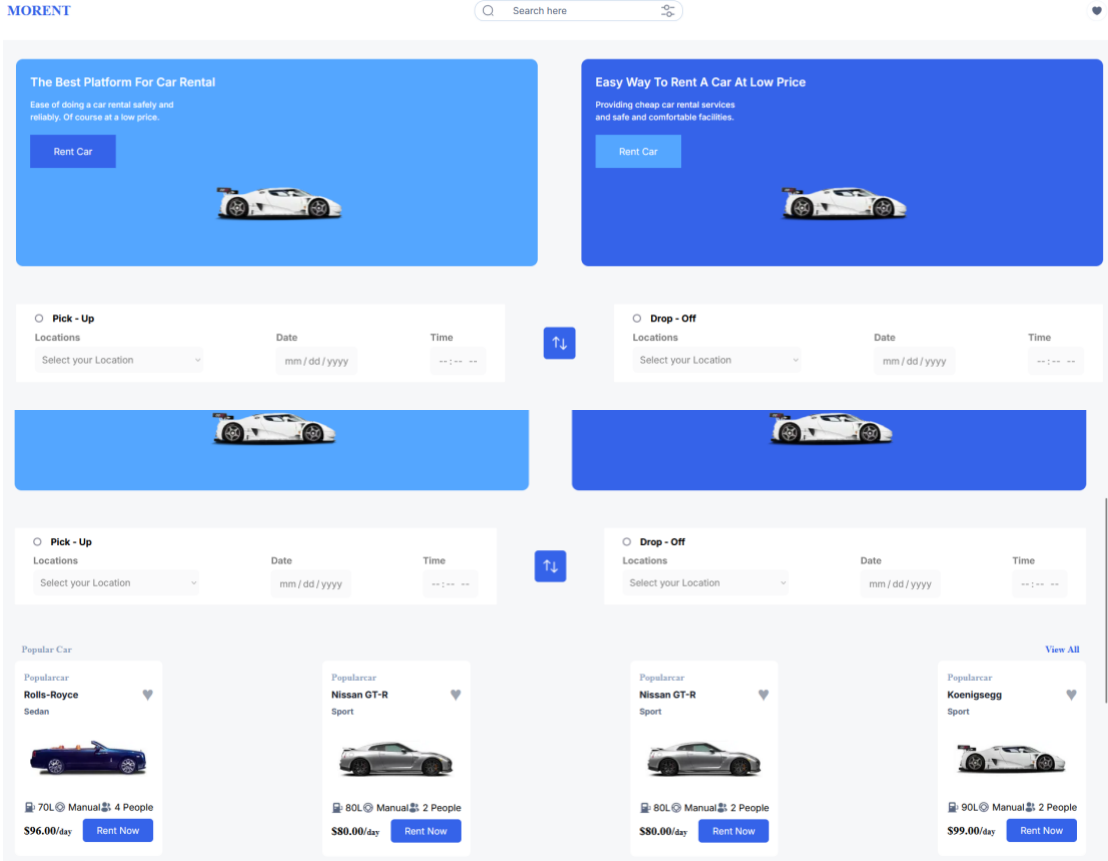 MORENT
Search here
The Best Platform For Car Rental
Ease of doing a car rental safely and
reliably. Of course at a low price.
Rent Car
Easy Way To Rent A Car At Low Price
Providing cheap car rental services
and safe and comfortable facilities.
Rent Car
Pick - Up
Locations Date Time
Select your Location mm / dd / yyyy -- : -- --
Drop - Off
Locations Date Time
Select your Location mm / dd / yyyy -- : -- --
Pick - Up
Locations Date Time
Select your Location mm / dd / yyyy -- : -- --
Drop - Off
Locations Date Time
Select your Location mm / dd / yyyy -- : -- --
Popular Car View All
Popularcar
Rolls-Royce
Sedan
70L Manual 4 People
$96.00/day Rent Now
Popularcar
Nissan GT-R
Sport
80L Manual 2 People
$80.00/day Rent Now
Popularcar
Nissan GT-R
Sport
80L Manual 2 People
$80.00/day Rent Now
Popularcar
Koenigsegg
Sport
90L Manual 2 People
$99.00/day Rent Now